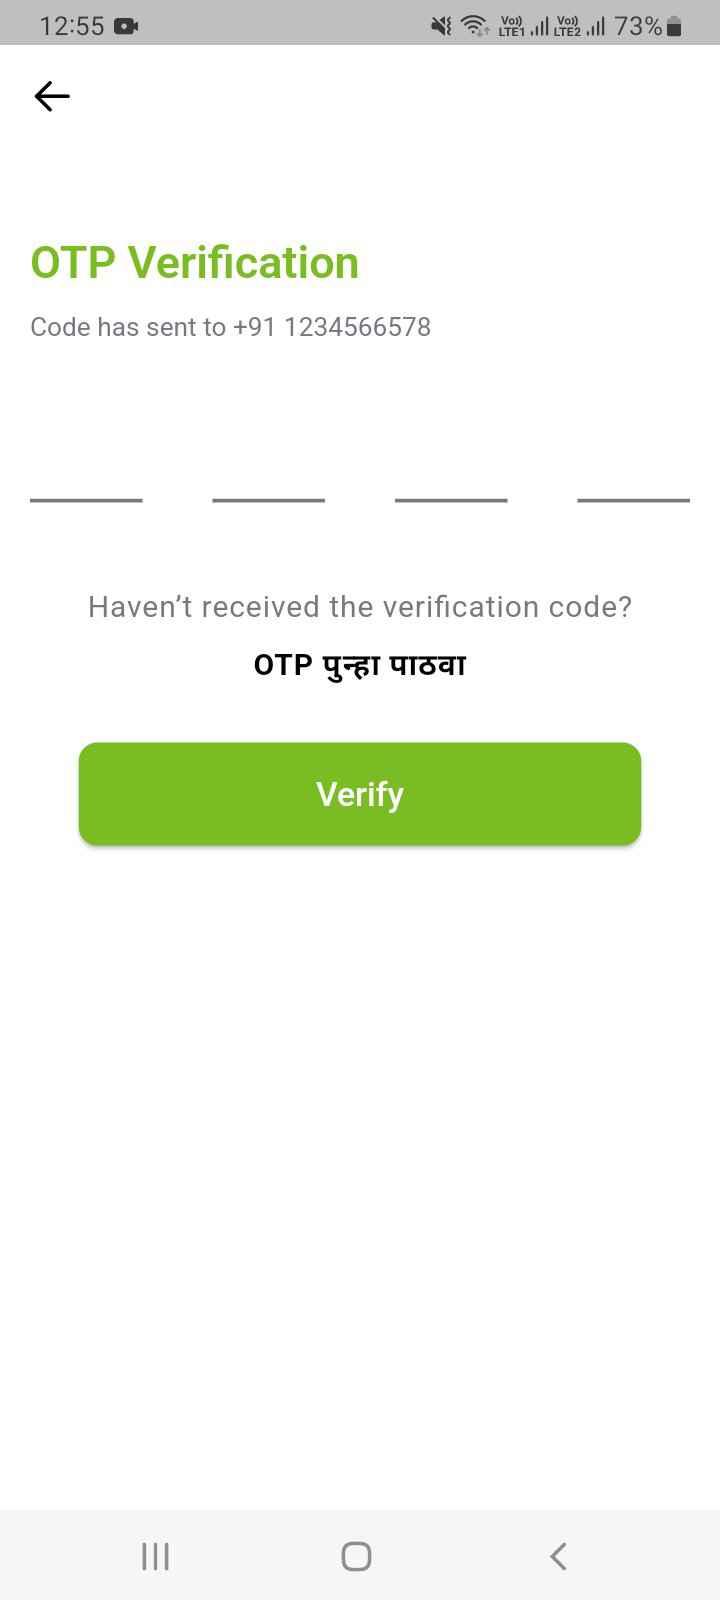 12:55
Vo) LTE1 Vo) LTE2 73%
OTP Verification
Code has sent to +91 1234566578
Haven’t received the verification code?
OTP पुन्हा पाठवा
Verify